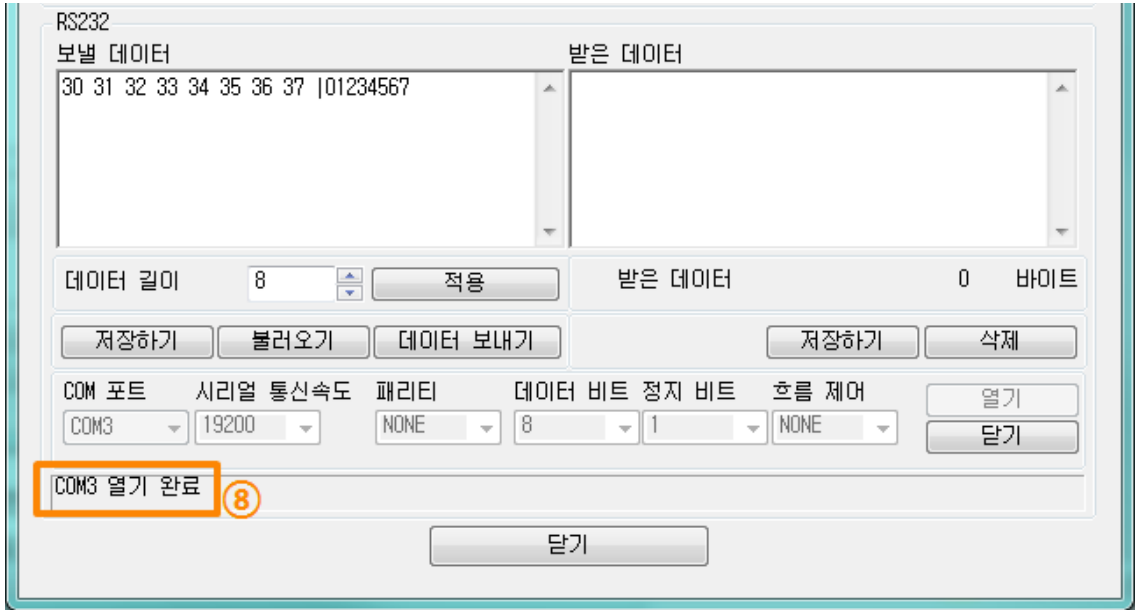 RS232
보낼 데이터 받은 데이터
30 31 32 33 34 35 36 37 |01234567
데이터 길이 8 적용 받은 데이터 0 바이트
저장하기 불러오기 데이터 보내기 저장하기 삭제
COM 포트 시리얼 통신속도 패리티 데이터 비트 정지 비트 흐름 제어 열기
COM3 19200 NONE 8 1 NONE 닫기
COM3 열기 완료 ⑧
닫기